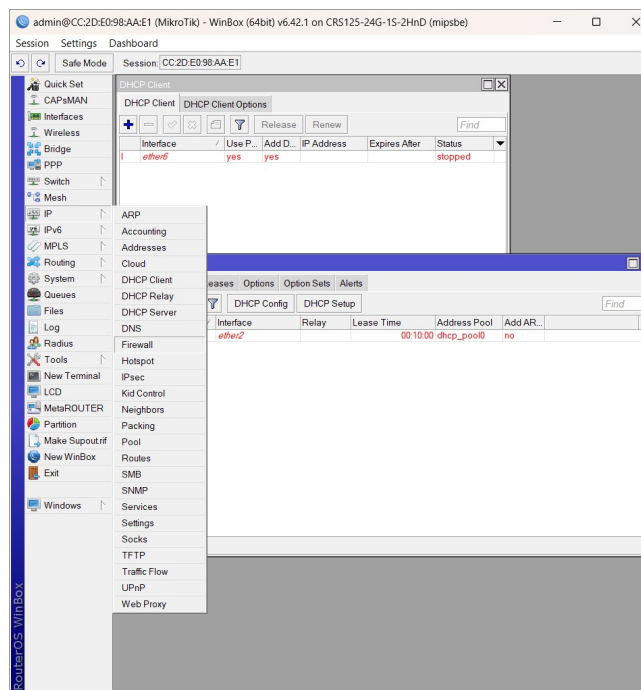 admin@CC:2D:E0:98:AA:E1 (MikroTik) - WinBox (64bit) v6.42.1 on CRS125-24G-1S-2HnD (mipsbe)
Session Settings Dashboard
Safe Mode Session: CC:2D:E0:98:AA:E1
Quick Set
CAPsMAN
Interfaces
Wireless
Bridge
PPP
Switch
Mesh
IP
IPv6
MPLS
Routing
System
Queues
Files
Log
Radius
Tools
New Terminal
LCD
MetaROUTER
Partition
Make Supout.rif
New WinBox
Exit
Windows
RouterOS WinBox
DHCP Client
DHCP Client DHCP Client Options
Release Renew Find
Interface Use P... Add D... IP Address Expires After Status
I ether6 yes yes stopped
ARP
Accounting
Addresses
Cloud
DHCP Client
DHCP Relay
DHCP Server
DNS
Firewall
Hotspot
IPsec
Kid Control
Neighbors
Packing
Pool
Routes
SMB
SNMP
Services
Settings
Socks
TFTP
Traffic Flow
UPnP
Web Proxy
eases Options Option Sets Alerts
DHCP Config DHCP Setup Find
Interface Relay Lease Time Address Pool Add AR...
ether2 00:10:00 dhcp_pool0 no